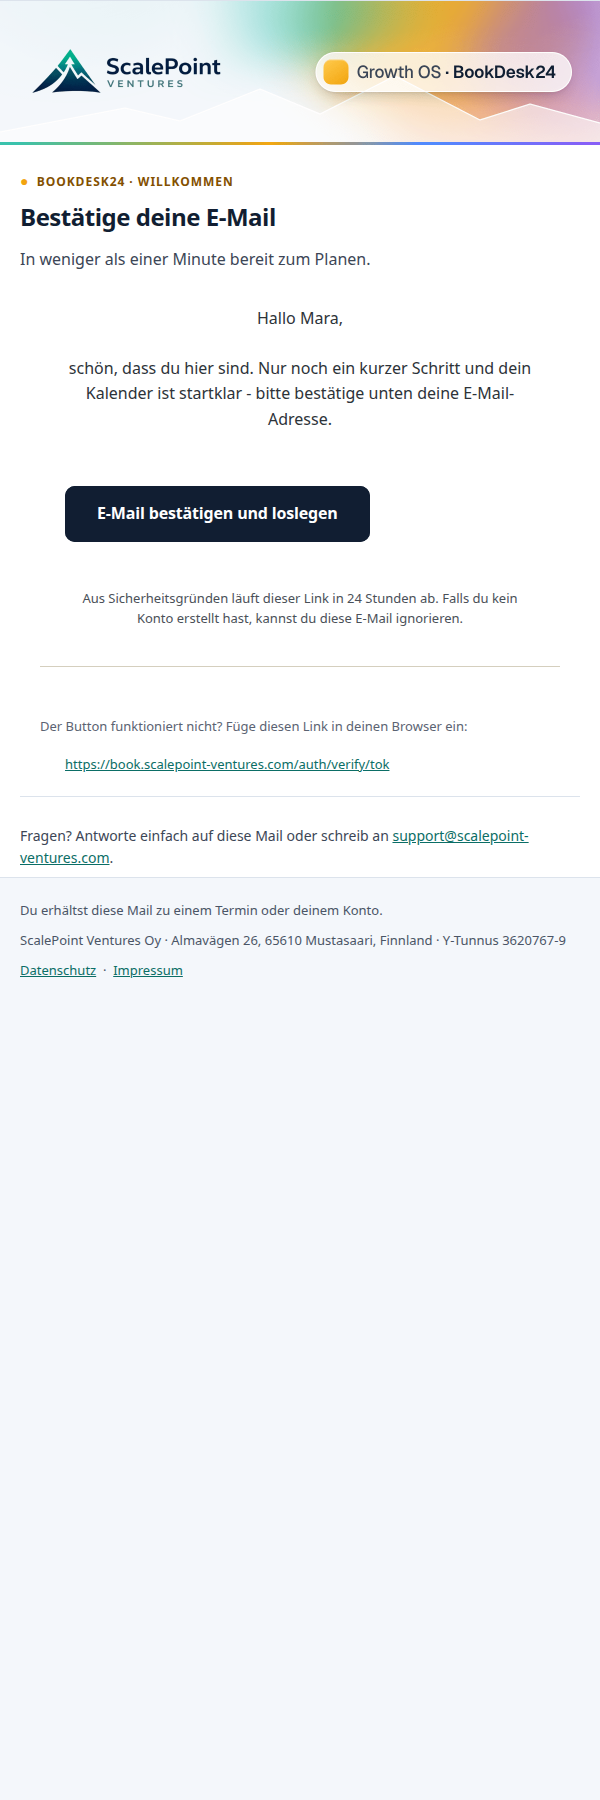 ScalePoint
VENTURES
Growth OS · BookDesk24
BOOKDESK24 · WILLKOMMEN
Bestätige deine E-Mail
In weniger als einer Minute bereit zum Planen.
Hallo Mara,
schön, dass du hier sind. Nur noch ein kurzer Schritt und dein
Kalender ist startklar - bitte bestätige unten deine E-Mail-
Adresse.
E-Mail bestätigen und loslegen
Aus Sicherheitsgründen läuft dieser Link in 24 Stunden ab. Falls du kein
Konto erstellt hast, kannst du diese E-Mail ignorieren.
Der Button funktioniert nicht? Füge diesen Link in deinen Browser ein:
https://book.scalepoint-ventures.com/auth/verify/tok
Fragen? Antworte einfach auf diese Mail oder schreib an support@scalepoint-
ventures.com.
Du erhältst diese Mail zu einem Termin oder deinem Konto.
ScalePoint Ventures Oy · Almavägen 26, 65610 Mustasaari, Finnland · Y-Tunnus 3620767-9
Datenschutz · Impressum